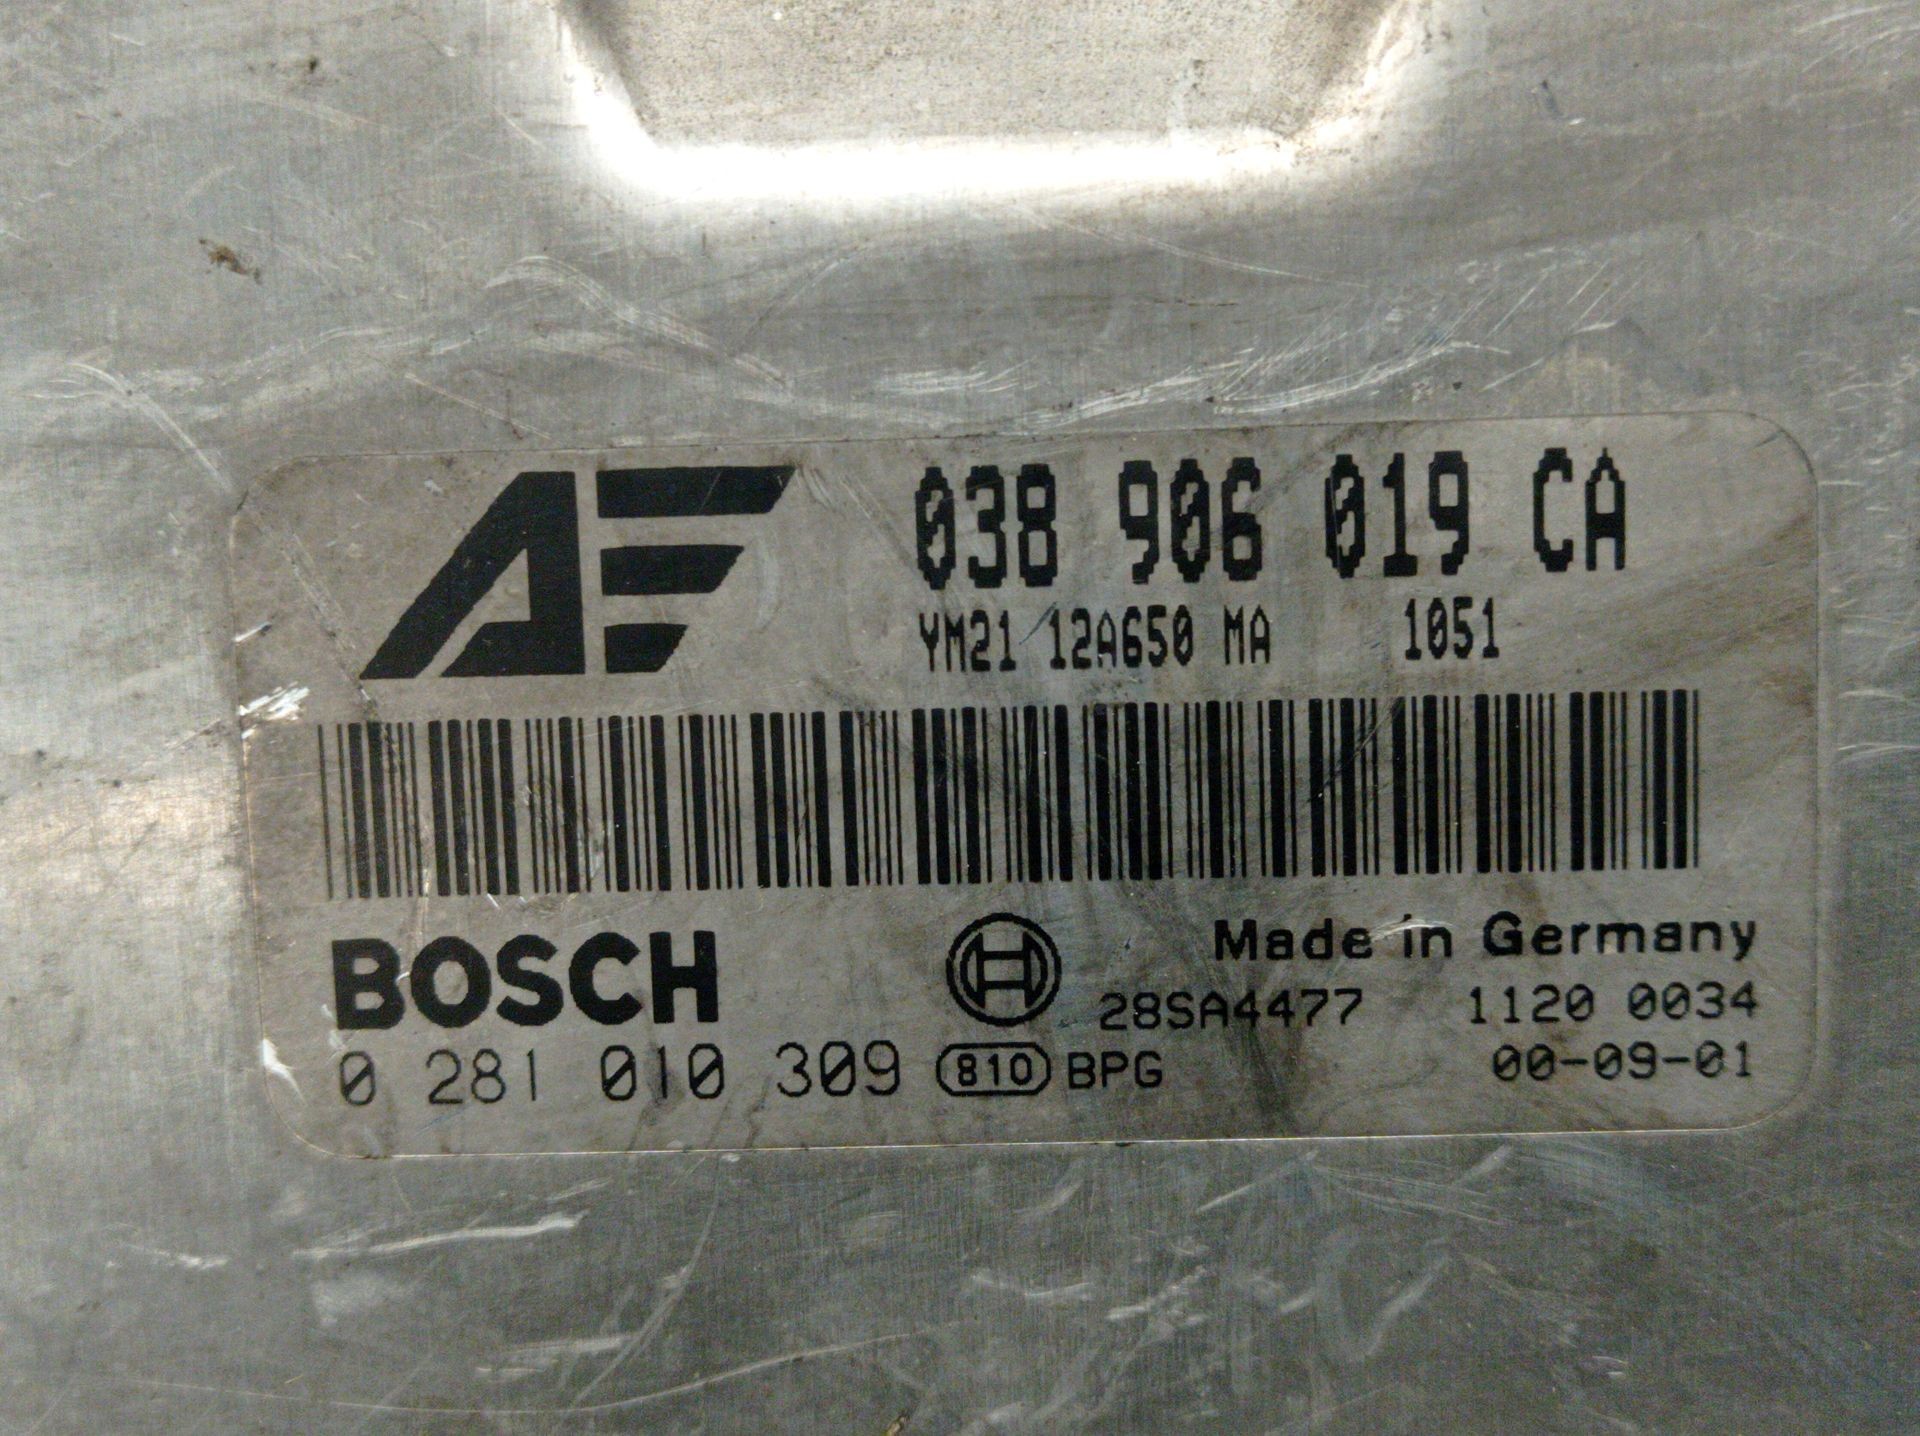 AF
038 906 019 CA
YM21 12A650 MA 1051
BOSCH
Made in Germany
28SA4477 1120 0034
0 281 010 309 810 BPG 00-09-01